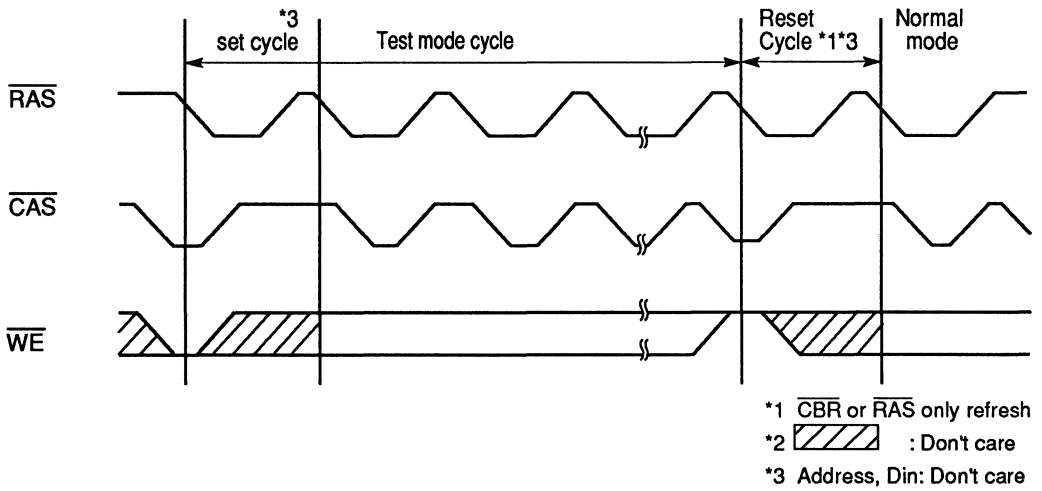 *3
set cycle
Test mode cycle
Reset
Cycle *1*3
Normal
mode
RAS
CAS
WE
*1 CBR or RAS only refresh
*2 : Don't care
*3 Address, Din: Don't care